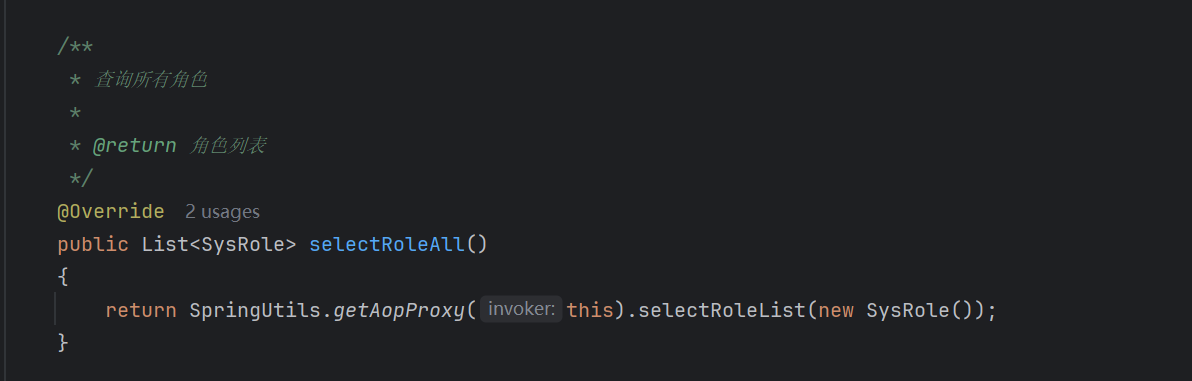 /**
 * 查询所有角色
 *
 * @return 角色列表
 */
@Override 2 usages
public List<SysRole> selectRoleAll()
{
    return SpringUtils.getAopProxy( invoker: this).selectRoleList(new SysRole());
}